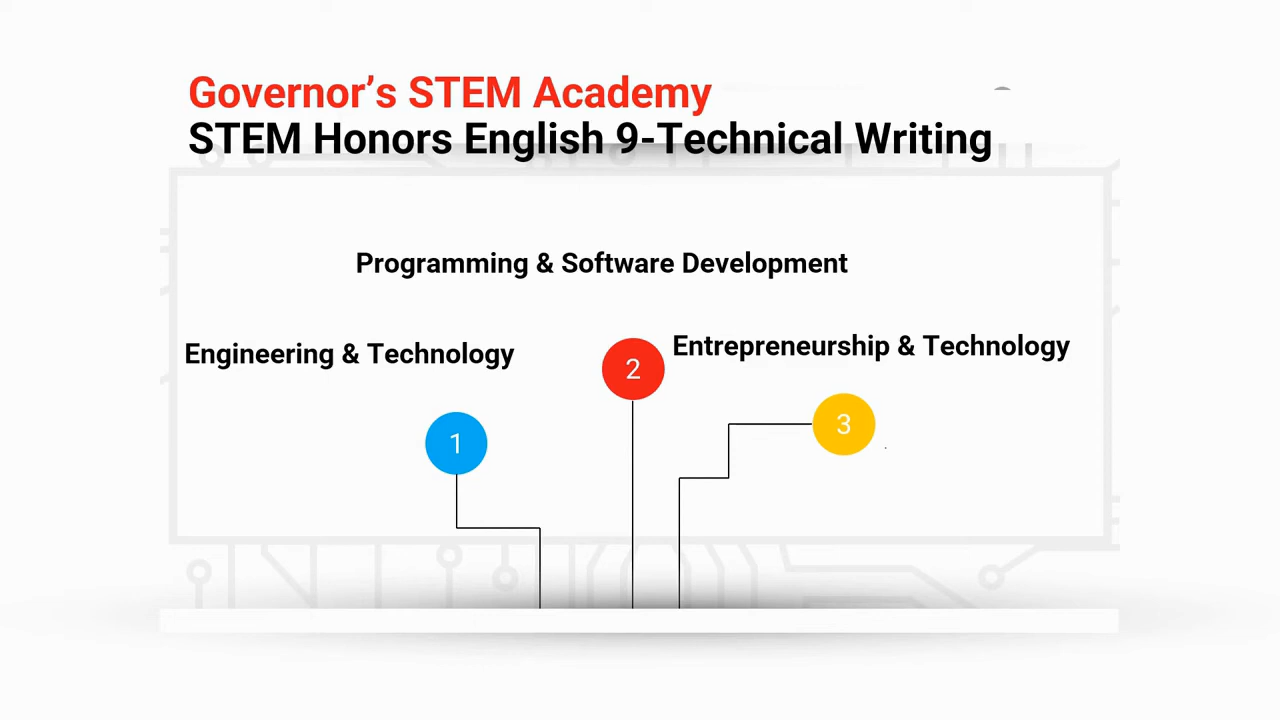 Governor's STEM Academy
STEM Honors English 9-Technical Writing
Programming & Software Development
Engineering & Technology
Entrepreneurship & Technology
1
2
3